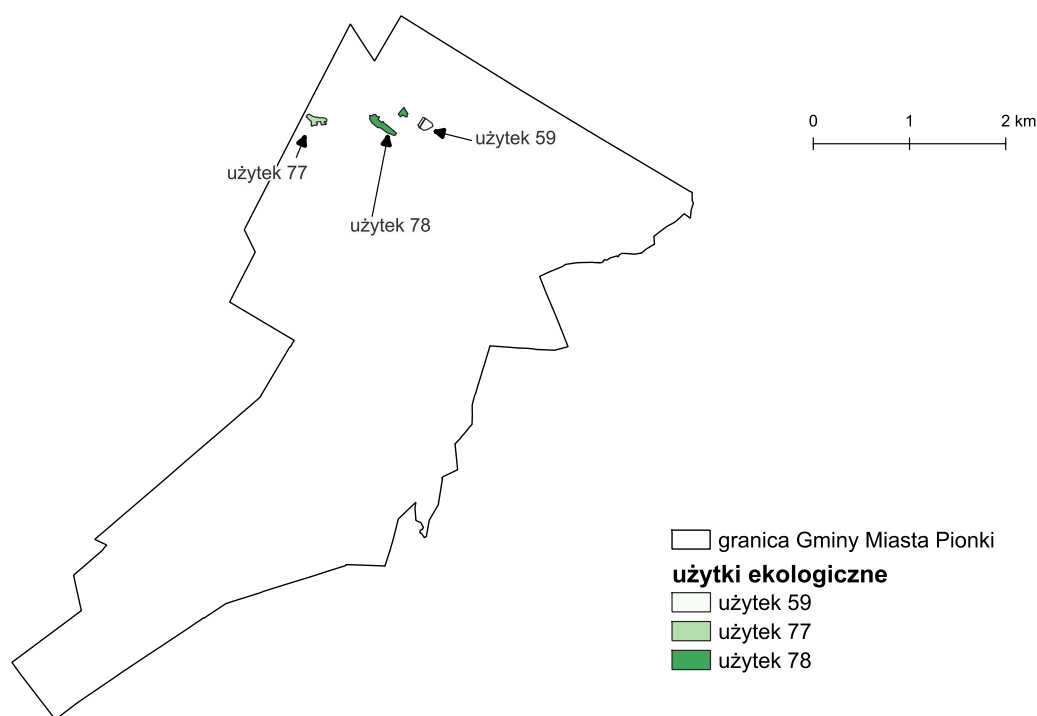 0 1 2 km
użytek 59
użytek 77
użytek 78
granica Gminy Miasta Pionki
użytki ekologiczne
użytek 59
użytek 77
użytek 78